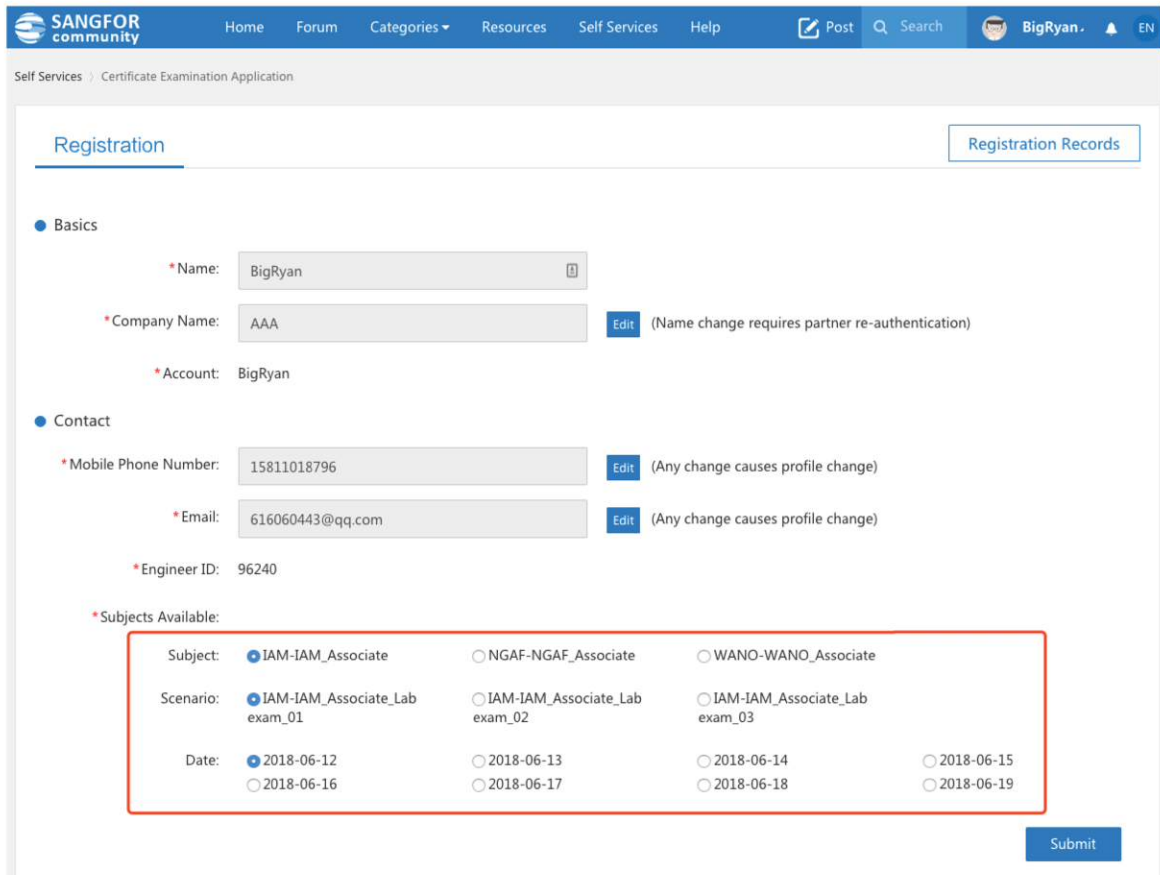 SANGFOR
community
Home Forum Categories Resources Self Services Help Post Search BigRyan. EN
Self Services Certificate Examination Application
Registration
Registration Records
Basics
*Name: BigRyan
*Company Name: AAA Edit (Name change requires partner re-authentication)
*Account: BigRyan
Contact
*Mobile Phone Number: 15811018796 Edit (Any change causes profile change)
*Email: 616060443@qq.com Edit (Any change causes profile change)
*Engineer ID: 96240
*Subjects Available:
Subject: IAM-IAM_Associate NGAF-NGAF_Associate WANO-WANO_Associate
Scenario: IAM-IAM_Associate_Lab IAM-IAM_Associate_Lab IAM-IAM_Associate_Lab
exam_01 exam_02 exam_03
Date: 2018-06-12 2018-06-13 2018-06-14 2018-06-15
2018-06-16 2018-06-17 2018-06-18 2018-06-19
Submit